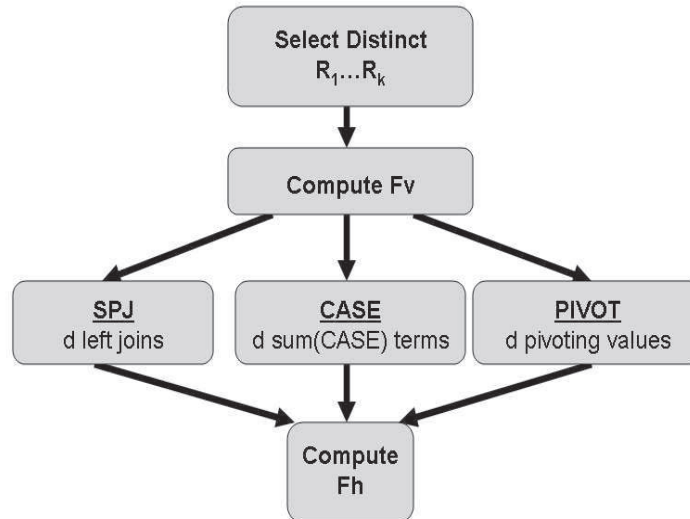 Select Distinct
R1...Rk
Compute Fv
SPJ
d left joins
CASE
d sum(CASE) terms
PIVOT
d pivoting values
Compute
Fh